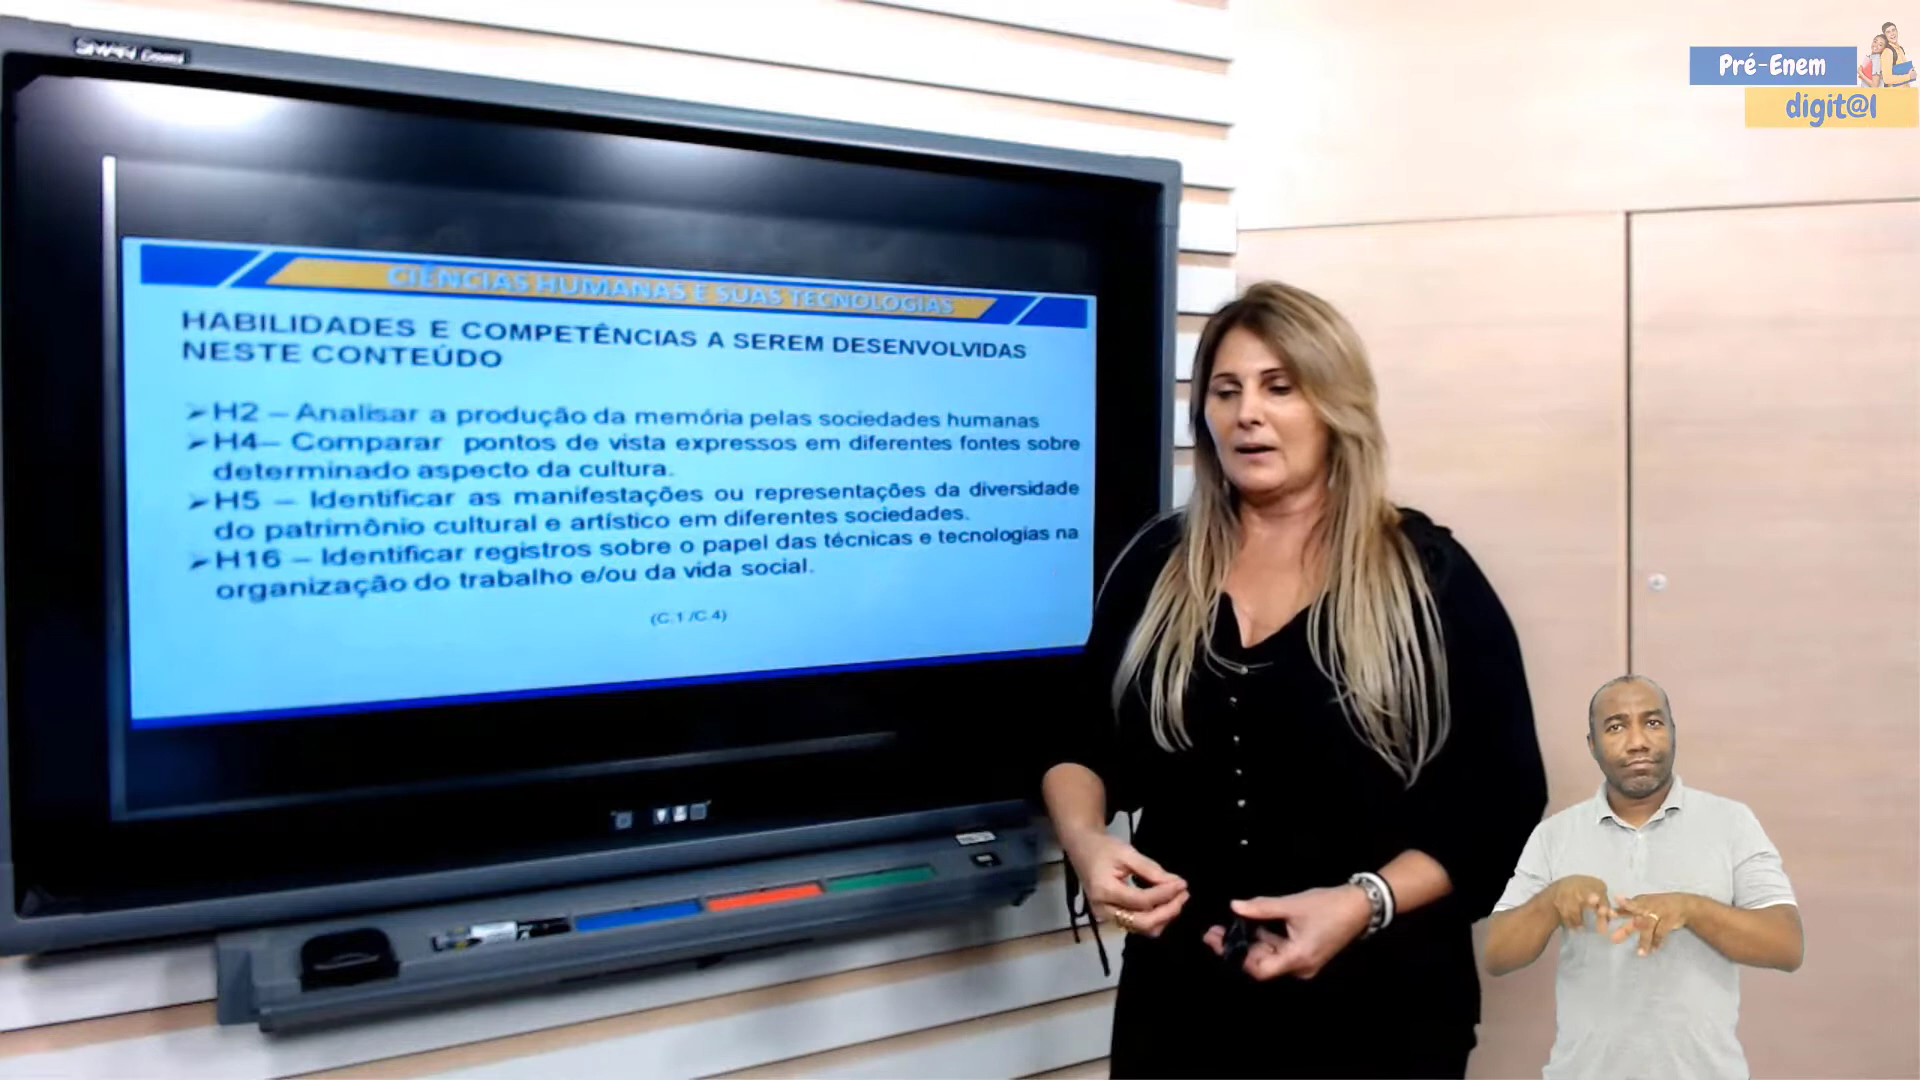 Pré-Enem
digit@l
CIÊNCIAS HUMANAS E SUAS TECNOLOGIAS
HABILIDADES E COMPETÊNCIAS A SEREM DESENVOLVIDAS
NESTE CONTEÚDO
➢H2 – Analisar a produção da memória pelas sociedades humanas
➢H4– Comparar pontos de vista expressos em diferentes fontes sobre
determinado aspecto da cultura.
➢H5 – Identificar as manifestações ou representações da diversidade
do patrimônio cultural e artístico em diferentes sociedades.
➢H16 – Identificar registros sobre o papel das técnicas e tecnologias na
organização do trabalho e/ou da vida social.
(C.1 /C.4)